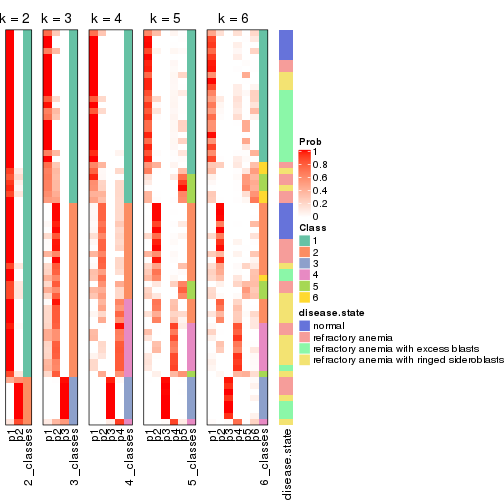 k = 2 k = 3 k = 4 k = 5 k = 6
Prob
1
0.8
0.6
0.4
0.2
0
Class
1
2
3
4
5
6
disease.state
normal
refractory anemia
refractory anemia with excess blasts
refractory anemia with ringed sideroblasts
p1
p2
2_classes
p1
p2
p3
3_classes
p1
p2
p3
p4
4_classes
p1
p2
p3
p4
p5
5_classes
p1
p2
p3
p4
p5
p6
6_classes
disease.state